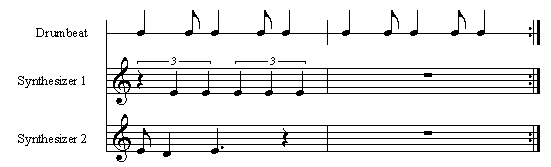 Drumbeat
3 3
Synthesizer 1
Synthesizer 2